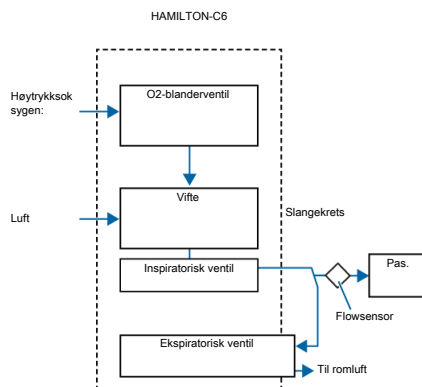 HAMILTON-C6
O2-blanderventil
Høytrykksok
sygen:
Vifte
Luft
Slangekrets
Inspiratorisk ventil
Pas.
Flowsensor
Ekspiratorisk ventil
Til romluft